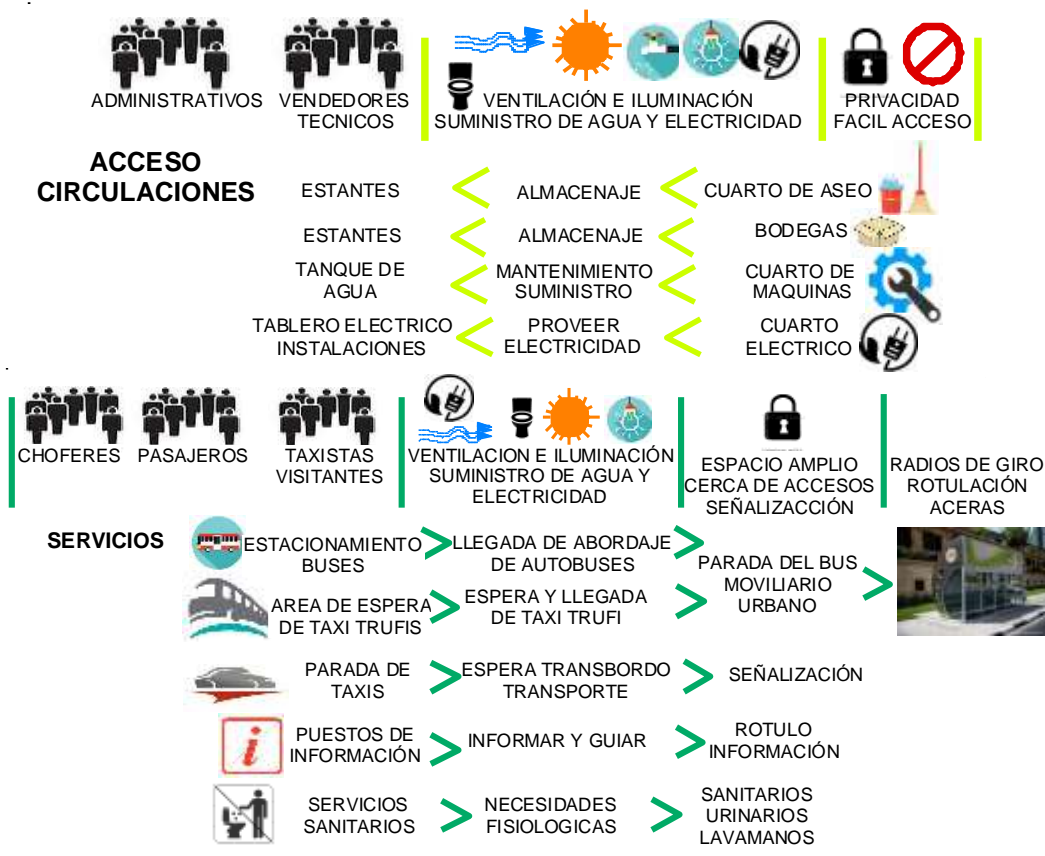 ADMINISTRATIVOS
VENDEDORES
TECNICOS
VENTILACIÓN E ILUMINACIÓN
SUMINISTRO DE AGUA Y ELECTRICIDAD
PRIVACIDAD
FACIL ACCESO
ACCESO
CIRCULACIONES
ESTANTES
ALMACENAJE
CUARTO DE ASEO
ESTANTES
ALMACENAJE
BODEGAS
TANQUE DE
AGUA
MANTENIMIENTO
SUMINISTRO
CUARTO DE
MAQUINAS
TABLERO ELECTRICO
INSTALACIONES
PROVEER
ELECTRICIDAD
CUARTO
ELECTRICO
CHOFERES
PASAJEROS
TAXISTAS
VISITANTES
VENTILACION E ILUMINACIÓN
SUMINISTRO DE AGUA Y
ELECTRICIDAD
ESPACIO AMPLIO
CERCA DE ACCESOS
SEÑALIZACCIÓN
RADIOS DE GIRO
ROTULACIÓN
ACERAS
SERVICIOS
ESTACIONAMIENTO
BUSES
LLEGADA DE ABORDAJE
DE AUTOBUSES
PARADA DEL BUS
MOVILIARIO
URBANO
AREA DE ESPERA
DE TAXI TRUFIS
ESPERA Y LLEGADA
DE TAXI TRUFI
PARADA DE
TAXIS
ESPERA TRANSBORDO
TRANSPORTE
SEÑALIZACIÓN
i
PUESTOS DE
INFORMACIÓN
INFORMAR Y GUIAR
ROTULO
INFORMACIÓN
SERVICIOS
SANITARIOS
NECESIDADES
FISIOLOGICAS
SANITARIOS
URINARIOS
LAVAMANOS